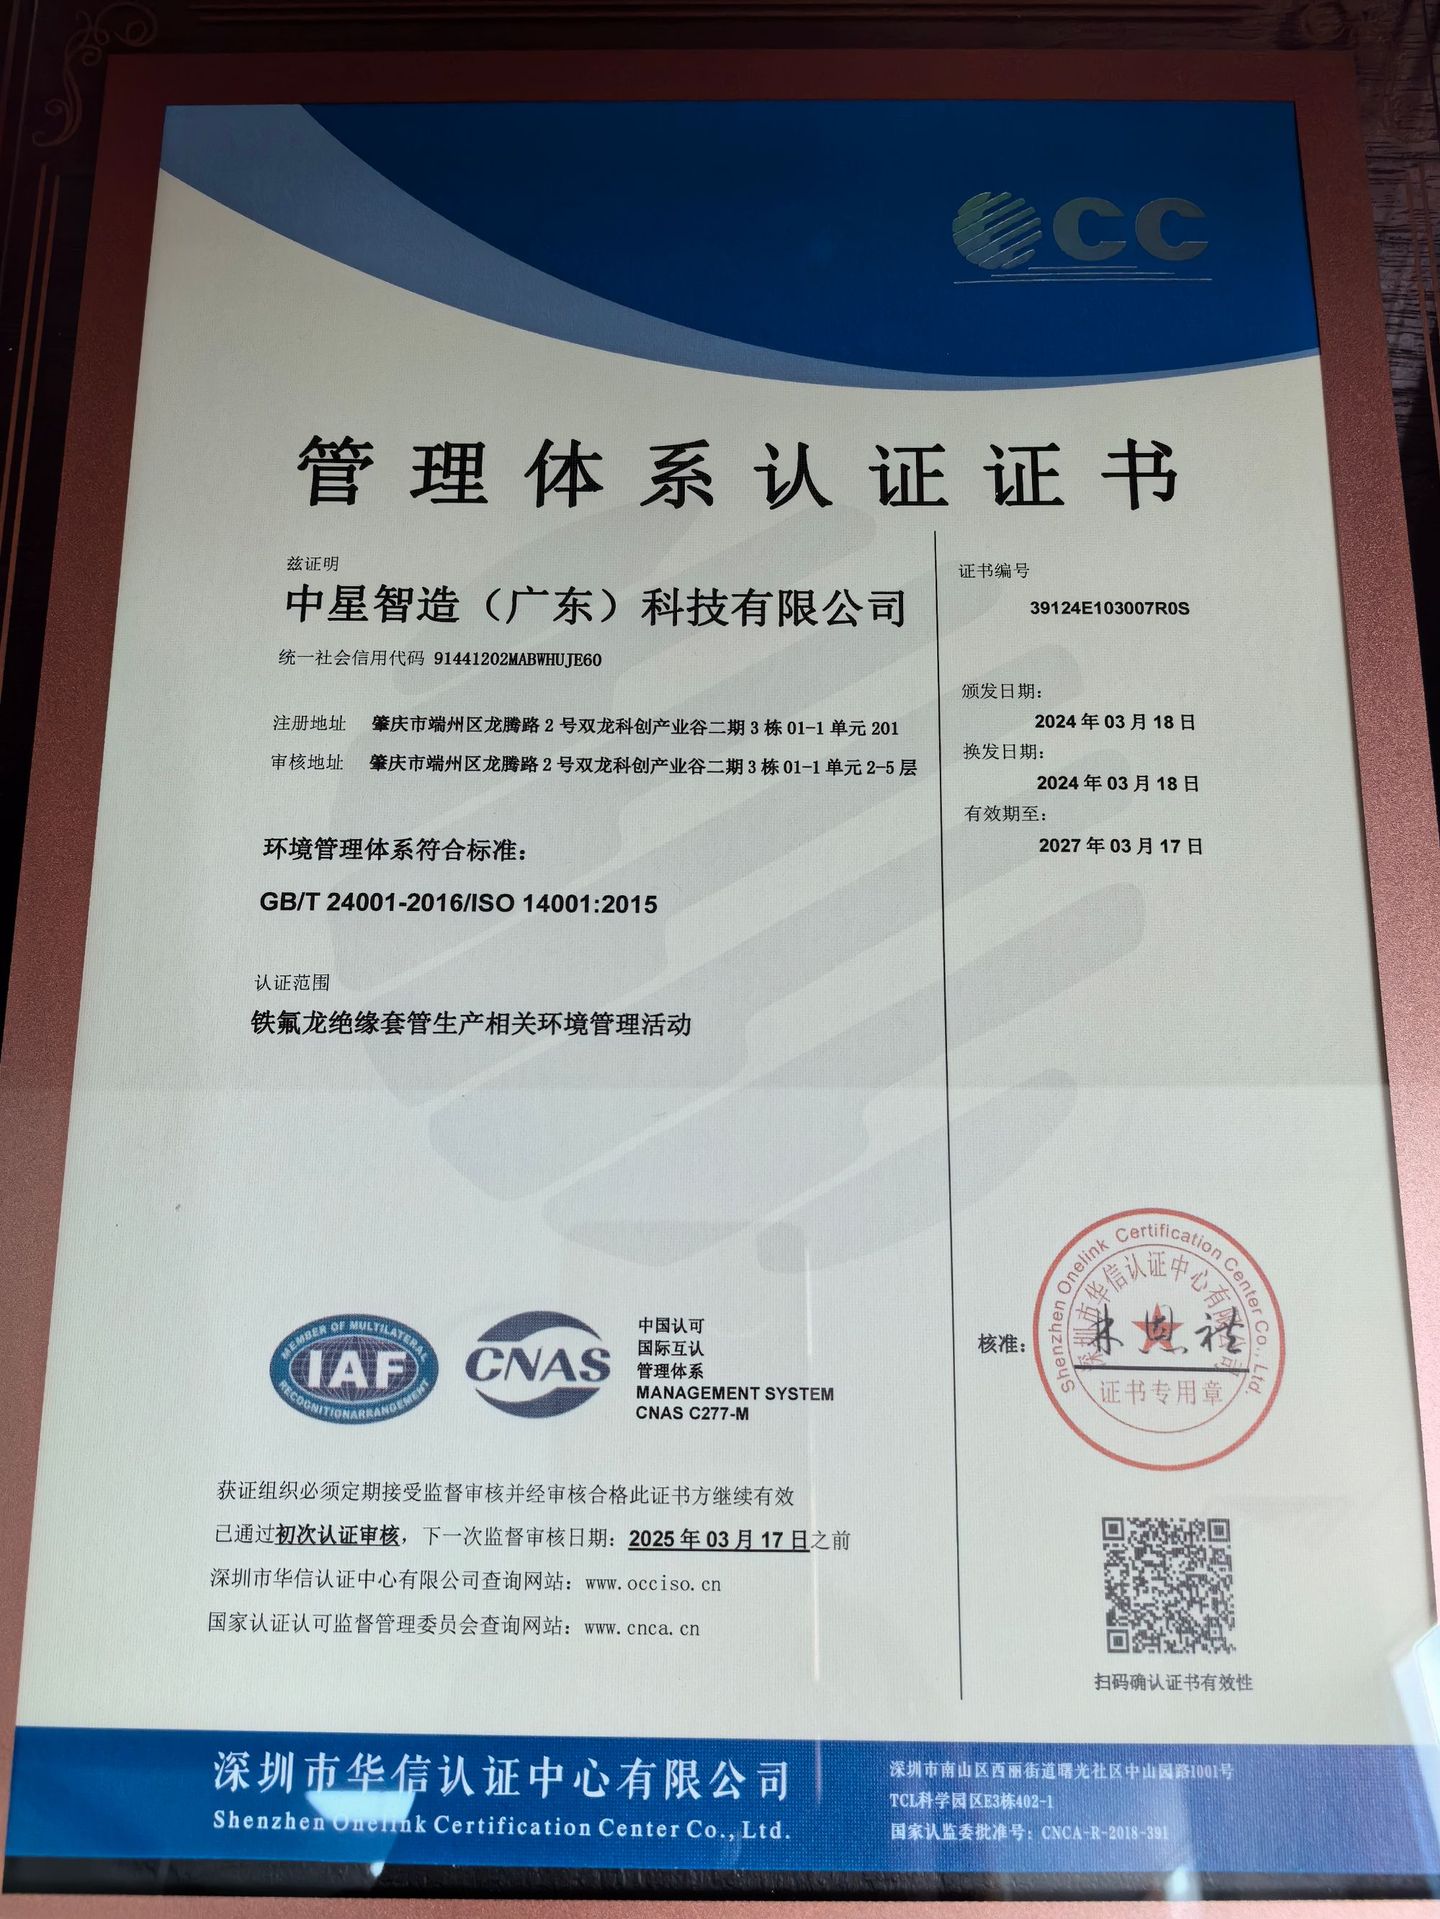 CC
管理体系认证证书
兹证明
中星智造（广东）科技有限公司
统一社会信用代码 91441202MABWHUJE60
注册地址 肇庆市端州区龙腾路2号双龙科创产业谷二期3栋01-1单元201
审核地址 肇庆市端州区龙腾路2号双龙科创产业谷二期3栋01-1单元2-5层
环境管理体系符合标准：
GB/T 24001-2016/ISO 14001:2015
认证范围
铁氟龙绝缘套管生产相关环境管理活动
证书编号
39124E103007R0S
颁发日期：
2024年03月18日
换发日期：
2024年03月18日
有效期至：
2027年03月17日
MEMBER OF MULTILATERAL
IAF
RECOGNITION ARRANGEMENT
CNAS
中国认可
国际互认
管理体系
MANAGEMENT SYSTEM
CNAS C277-M
核准：
Shenzhen Onelink Certification Center Co., Ltd.
深圳市华信认证中心有限公司
证书专用章
获证组织必须定期接受监督审核并经审核合格此证书方继续有效
已通过初次认证审核，下一次监督审核日期：2025年03月17日之前
深圳市华信认证中心有限公司查询网站：www.occiso.cn
国家认证认可监督管理委员会查询网站：www.cnca.cn
扫码确认证书有效性
深圳市华信认证中心有限公司
Shenzhen Onelink Certification Center Co., Ltd.
深圳市南山区西丽街道曙光社区中山园路1001号
TCL科学园区E3栋402-1
国家认监委批准号：CNCA-R-2018-391